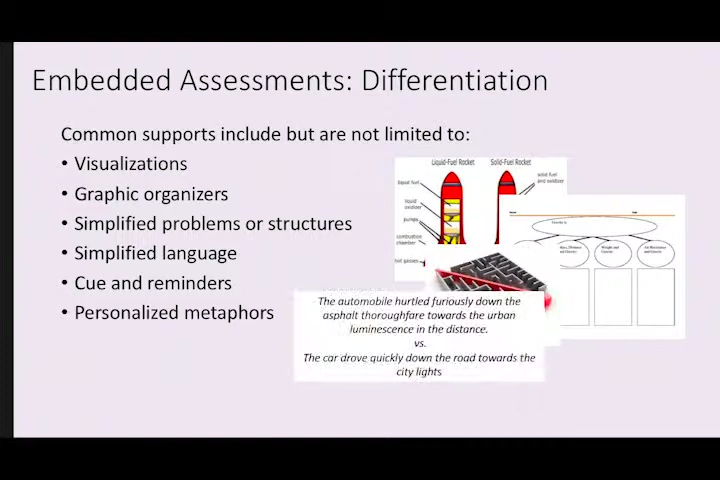 Embedded Assessments: Differentiation
Common supports include but are not limited to:
• Visualizations
• Graphic organizers
• Simplified problems or structures
• Simplified language
• Cue and reminders
• Personalized metaphors
Liquid-Fuel Rocket
Solid-Fuel Rocket
liquid fuel
liquid
oxidizer
pumps
combustion
chamber
hot gasses
solid fuel
and oxidizer
The automobile hurtled furiously down the
asphalt thoroughfare towards the urban
luminescence in the distance.
vs.
The car drove quickly down the road towards the
city lights